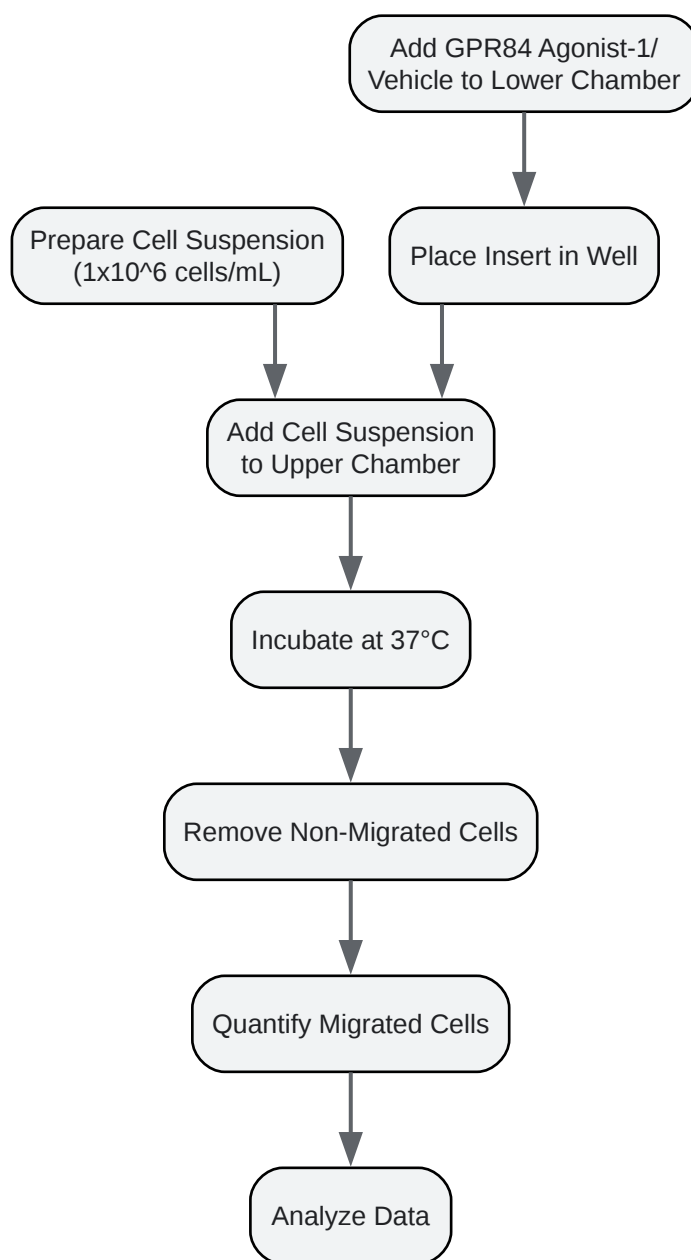 Add GPR84 Agonist-1/
Vehicle to Lower Chamber
Prepare Cell Suspension
(1x10^6 cells/mL)
Place Insert in Well
Add Cell Suspension
to Upper Chamber
Incubate at 37°C
Remove Non-Migrated Cells
Quantify Migrated Cells
Analyze Data